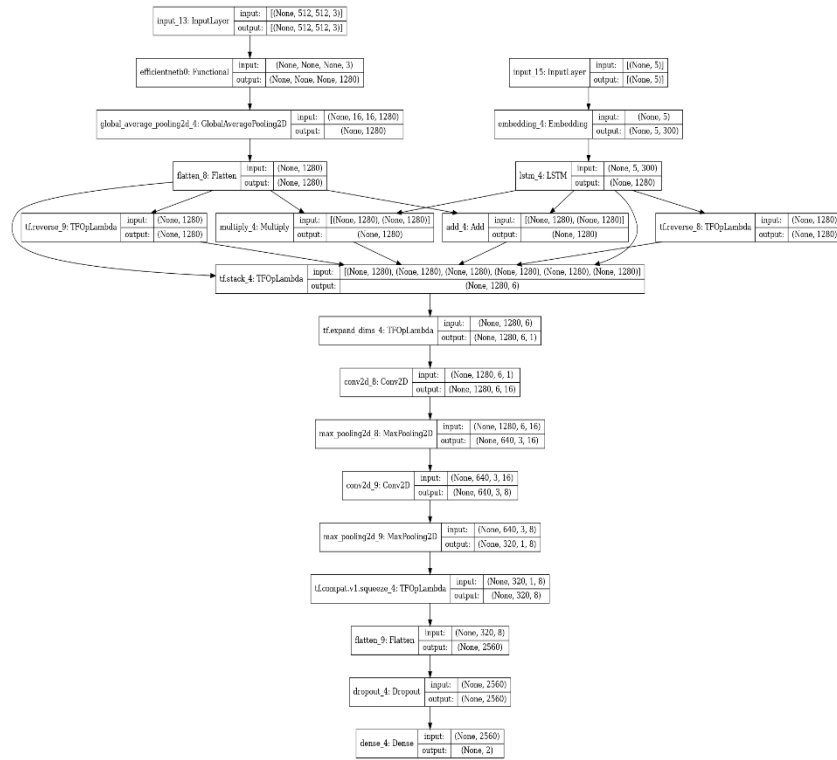 input_13: InputLayer input: [(None, 512, 512, 3)]
output: [(None, 512, 512, 3)]
efficientnetb0: Functional input: (None, None, None, 3)
output: (None, None, None, 1280)
input_15: InputLayer input: [(None, 5)]
output: [(None, 5)]
global_average_pooling2d_4: GlobalAveragePooling2D input: (None, 16, 16, 1280)
output: (None, 1280)
embedding_4: Embedding input: (None, 5)
output: (None, 5, 300)
flatten_8: Flatten input: (None, 1280)
output: (None, 1280)
lstm_4: LSTM input: (None, 5, 300)
output: (None, 1280)
tf.reverse_9: TFOpLambda input: (None, 1280)
output: (None, 1280)
multiply_4: Multiply input: [(None, 1280), (None, 1280)]
output: (None, 1280)
add_4: Add input: [(None, 1280), (None, 1280)]
output: (None, 1280)
tf.reverse_8: TFOpLambda input: (None, 1280)
output: (None, 1280)
tf.stack_4: TFOpLambda input: [(None, 1280), (None, 1280), (None, 1280), (None, 1280), (None, 1280), (None, 1280)]
output: (None, 1280, 6)
tf.expand_dims_4: TFOpLambda input: (None, 1280, 6)
output: (None, 1280, 6, 1)
conv2d_8: Conv2D input: (None, 1280, 6, 1)
output: (None, 1280, 6, 16)
max_pooling2d_8: MaxPooling2D input: (None, 1280, 6, 16)
output: (None, 640, 3, 16)
conv2d_9: Conv2D input: (None, 640, 3, 16)
output: (None, 640, 3, 8)
max_pooling2d_9: MaxPooling2D input: (None, 640, 3, 8)
output: (None, 320, 1, 8)
tf.compat.v1.squeeze_4: TFOpLambda input: (None, 320, 1, 8)
output: (None, 320, 8)
flatten_9: Flatten input: (None, 320, 8)
output: (None, 2560)
dropout_4: Dropout input: (None, 2560)
output: (None, 2560)
dense_4: Dense input: (None, 2560)
output: (None, 2)